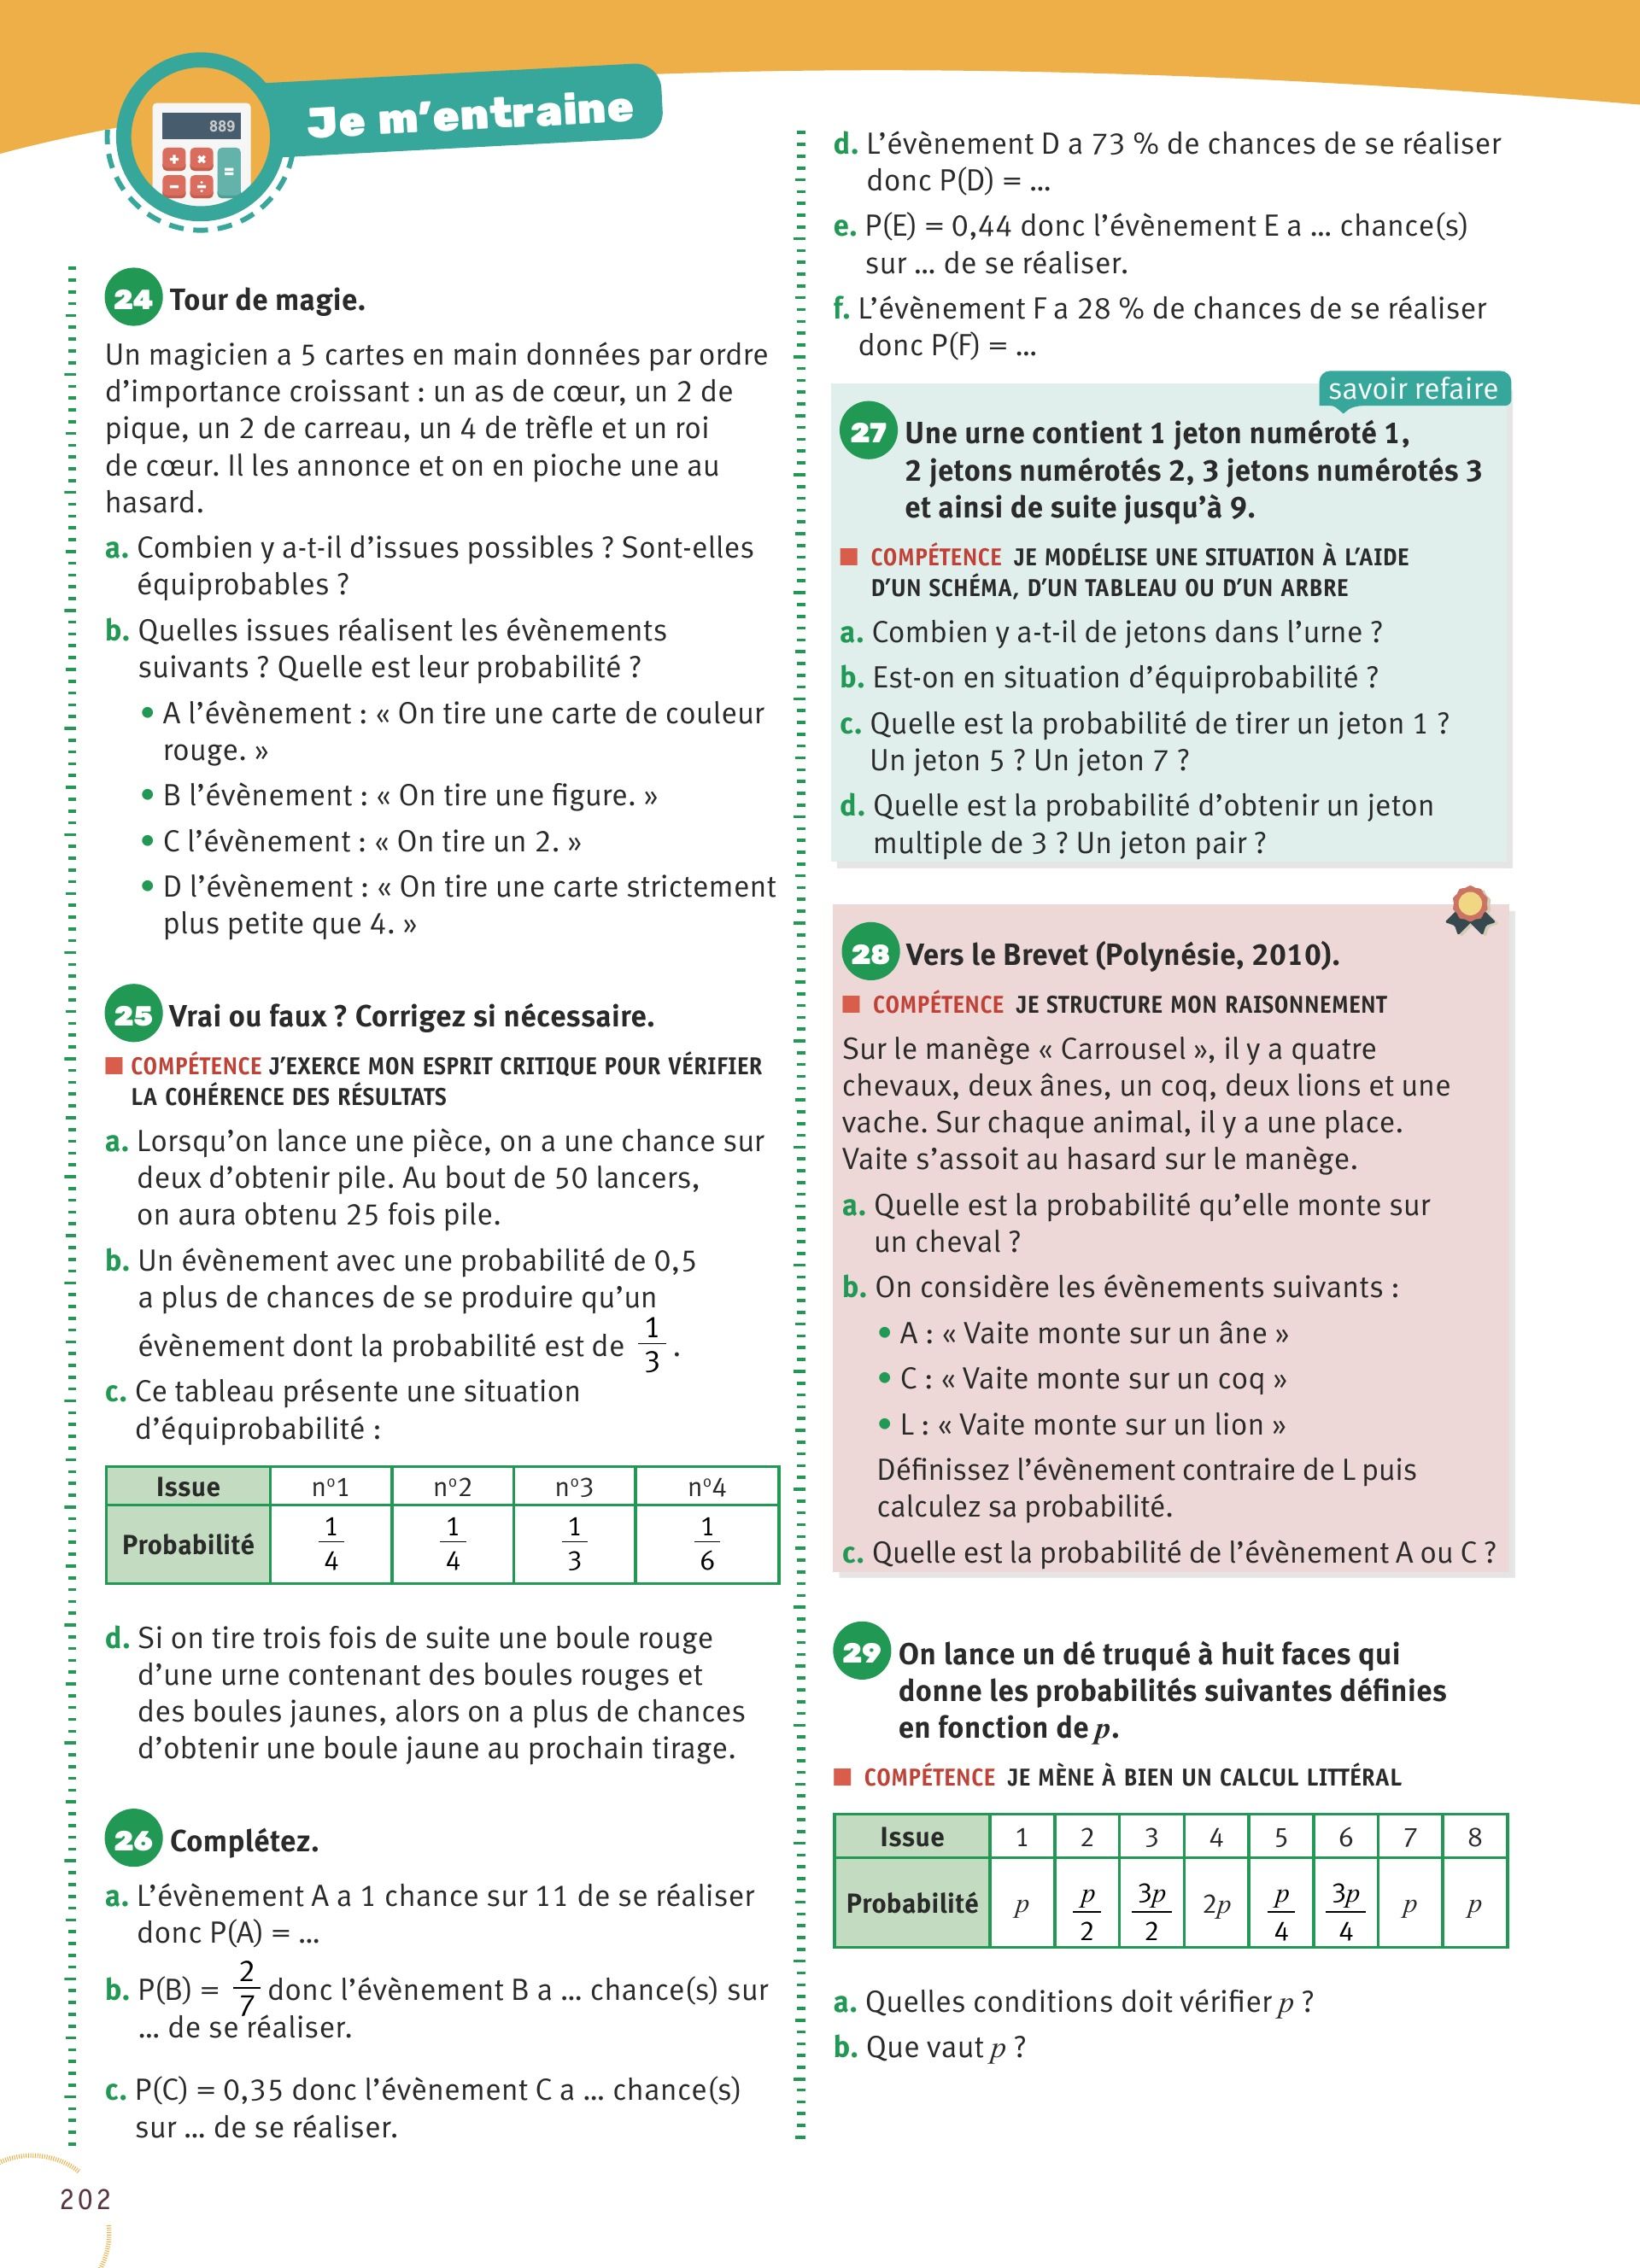 889
Je m'entraine
24 Tour de magie.
Un magicien a 5 cartes en main données par ordre
d'importance croissant : un as de cœur, un 2 de
pique, un 2 de carreau, un 4 de trèfle et un roi
de cœur. Il les annonce et on en pioche une au
hasard.
a. Combien y a-t-il d'issues possibles ? Sont-elles
équiprobables ?
b. Quelles issues réalisent les évènements
suivants ? Quelle est leur probabilité ?
• A l'évènement : « On tire une carte de couleur
rouge. »
• B l'évènement : « On tire une figure. »
• C l'évènement : « On tire un 2. »
• D l'évènement : « On tire une carte strictement
plus petite que 4. »
25 Vrai ou faux ? Corrigez si nécessaire.
■ COMPÉTENCE J'EXERCE MON ESPRIT CRITIQUE POUR VÉRIFIER
LA COHÉRENCE DES RÉSULTATS
a. Lorsqu'on lance une pièce, on a une chance sur
deux d'obtenir pile. Au bout de 50 lancers,
on aura obtenu 25 fois pile.
b. Un évènement avec une probabilité de 0,5
a plus de chances de se produire qu'un
évènement dont la probabilité est de 1/3.
c. Ce tableau présente une situation
d'équiprobabilité :
Issue nº1 nº2 nº3 nº4
Probabilité 1/4 1/4 1/3 1/6
d. Si on tire trois fois de suite une boule rouge
d'une urne contenant des boules rouges et
des boules jaunes, alors on a plus de chances
d'obtenir une boule jaune au prochain tirage.
26 Complétez.
a. L'évènement A a 1 chance sur 11 de se réaliser
donc P(A) = ...
b. P(B) = 2/7 donc l'évènement B a ... chance(s) sur
... de se réaliser.
c. P(C) = 0,35 donc l'évènement C a ... chance(s)
sur ... de se réaliser.
d. L'évènement D a 73 % de chances de se réaliser
donc P(D) = ...
e. P(E) = 0,44 donc l'évènement E a ... chance(s)
sur ... de se réaliser.
f. L'évènement F a 28 % de chances de se réaliser
donc P(F) = ...
savoir refaire
27 Une urne contient 1 jeton numéroté 1,
2 jetons numérotés 2, 3 jetons numérotés 3
et ainsi de suite jusqu'à 9.
■ COMPÉTENCE JE MODÉLISE UNE SITUATION À L'AIDE
D'UN SCHÉMA, D'UN TABLEAU OU D'UN ARBRE
a. Combien y a-t-il de jetons dans l'urne ?
b. Est-on en situation d'équiprobabilité ?
c. Quelle est la probabilité de tirer un jeton 1 ?
Un jeton 5 ? Un jeton 7 ?
d. Quelle est la probabilité d'obtenir un jeton
multiple de 3 ? Un jeton pair ?
28 Vers le Brevet (Polynésie, 2010).
■ COMPÉTENCE JE STRUCTURE MON RAISONNEMENT
Sur le manège « Carrousel », il y a quatre
chevaux, deux ânes, un coq, deux lions et une
vache. Sur chaque animal, il y a une place.
Vaite s'assoit au hasard sur le manège.
a. Quelle est la probabilité qu'elle monte sur
un cheval ?
b. On considère les évènements suivants :
• A : « Vaite monte sur un âne »
• C : « Vaite monte sur un coq »
• L : « Vaite monte sur un lion »
Définissez l'évènement contraire de L puis
calculez sa probabilité.
c. Quelle est la probabilité de l'évènement A ou C ?
29 On lance un dé truqué à huit faces qui
donne les probabilités suivantes définies
en fonction de p.
■ COMPÉTENCE JE MÈNE À BIEN UN CALCUL LITTÉRAL
Issue 1 2 3 4 5 6 7 8
Probabilité p p/2 3p/2 2p p/4 3p/4 p p
a. Quelles conditions doit vérifier p ?
b. Que vaut p ?
202